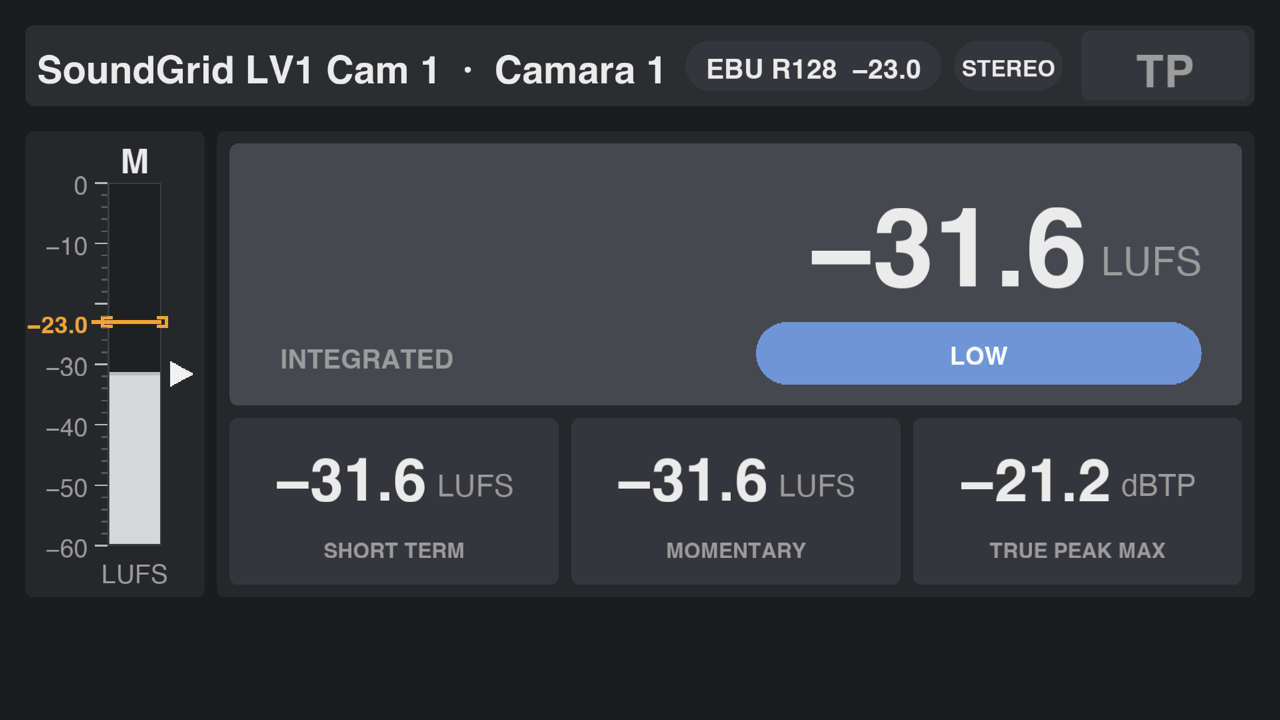 SoundGrid LV1 Cam 1 · Camara 1
EBU R128 −23.0
STEREO
TP
M
0
−10
−23.0
−30
−40
−50
−60
LUFS
−31.6 LUFS
INTEGRATED
LOW
−31.6 LUFS
SHORT TERM
−31.6 LUFS
MOMENTARY
−21.2 dBTP
TRUE PEAK MAX